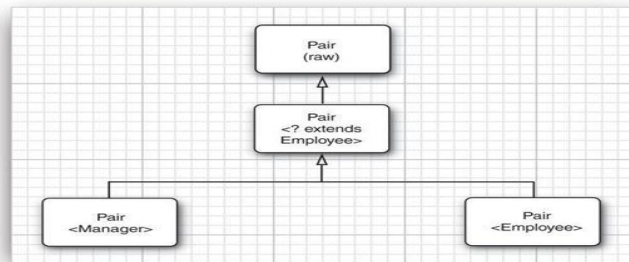 Pair
(raw)
Pair
<? extends
Employee>
Pair
<Manager>
Pair
<Employee>